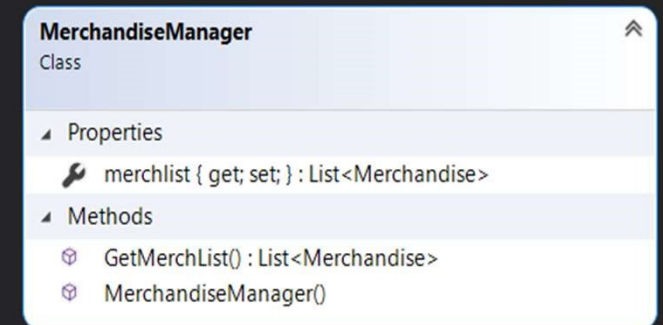 MerchandiseManager
Class
Properties
merchlist { get; set; } : List<Merchandise>
Methods
GetMerchList() : List<Merchandise>
MerchandiseManager()